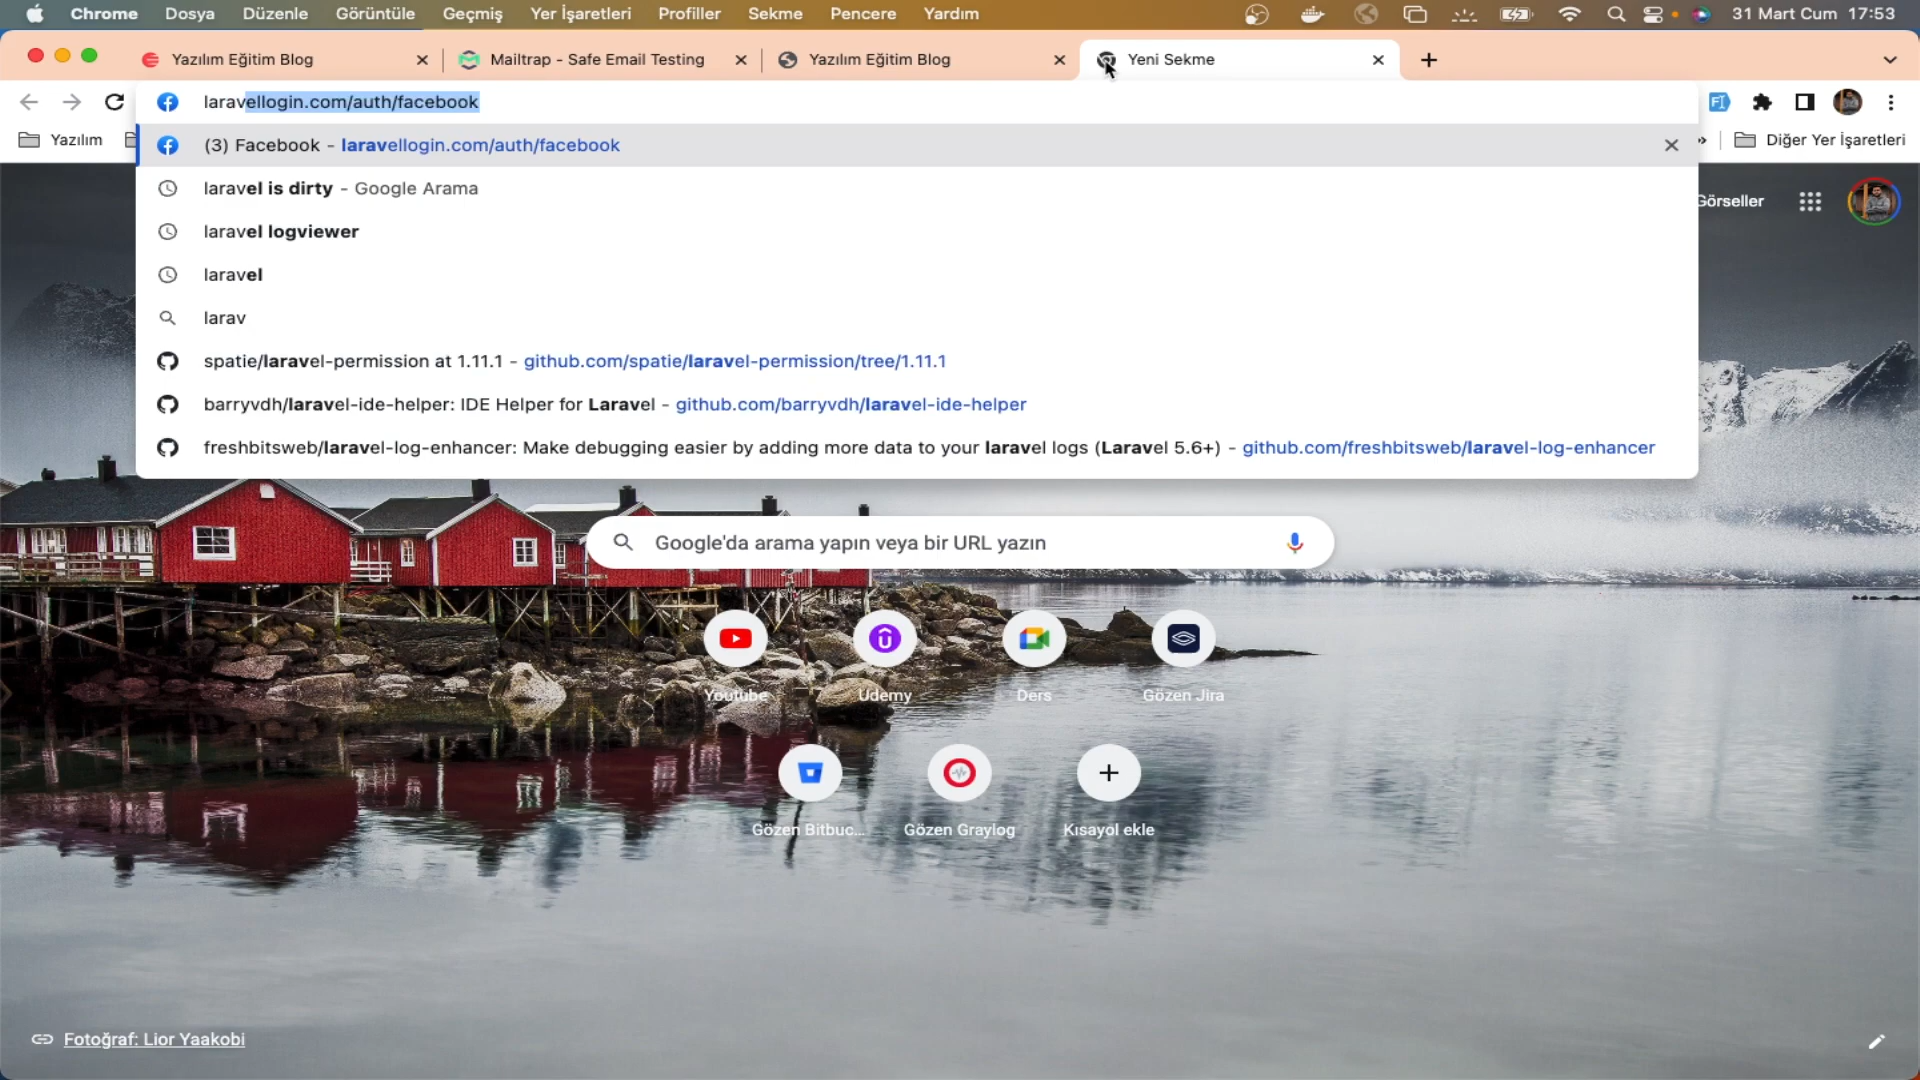 Chrome Dosya Düzenle Görüntüle Geçmiş Yer İşaretleri Profiller Sekme Pencere Yardım 31 Mart Cum 17:53
Yazılım Eğitim Blog Mailtrap - Safe Email Testing Yazılım Eğitim Blog Yeni Sekme
laravellogin.com/auth/facebook
Yazılım
(3) Facebook - laravellogin.com/auth/facebook
Diğer Yer İşaretleri
laravel is dirty - Google Arama
Görseller
laravel logviewer
laravel
larav
spatie/laravel-permission at 1.11.1 - github.com/spatie/laravel-permission/tree/1.11.1
barryvdh/laravel-ide-helper: IDE Helper for Laravel - github.com/barryvdh/laravel-ide-helper
freshbitsweb/laravel-log-enhancer: Make debugging easier by adding more data to your laravel logs (Laravel 5.6+) - github.com/freshbitsweb/laravel-log-enhancer
Google'da arama yapın veya bir URL yazın
Youtube Udemy Ders Gözen Jira
Gözen Bitbuc... Gözen Graylog Kısayol ekle
Fotoğraf: Lior Yaakobi